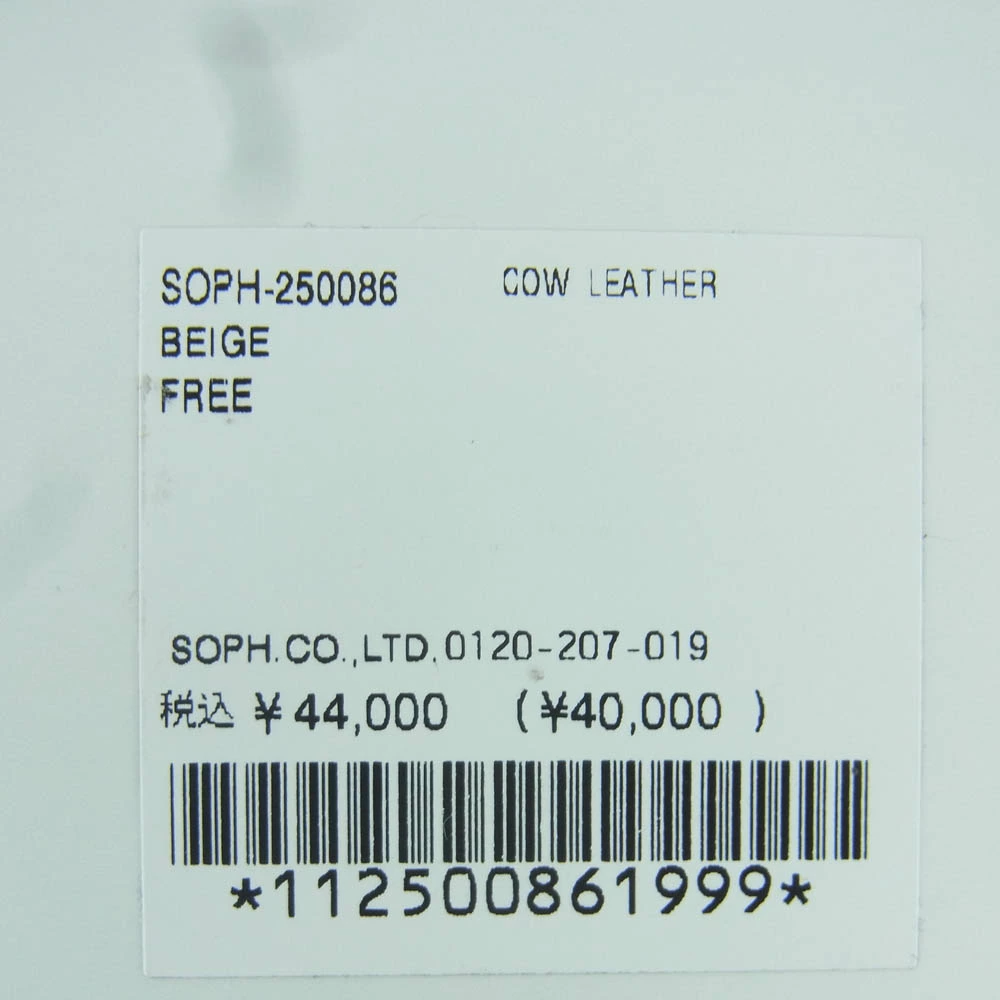 SOPH-250086 COW LEATHER
BEIGE
FREE
SOPH.CO.,LTD.0120-207-019
税込 ¥44,000 (¥40,000 )
*112500861999*